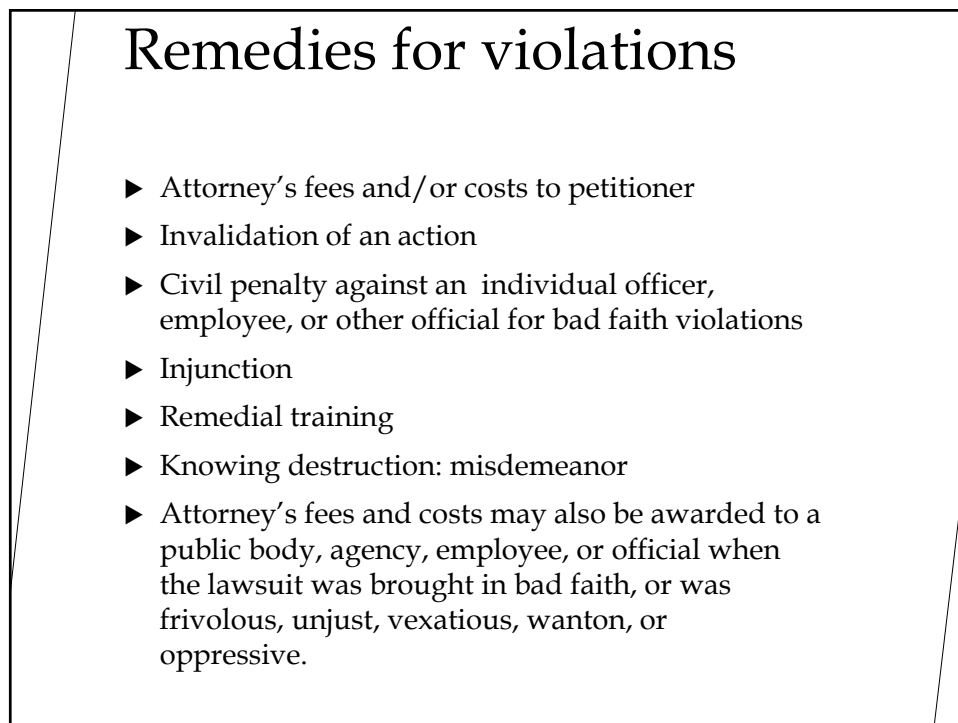 Remedies for violations
▶ Attorney’s fees and/or costs to petitioner
▶ Invalidation of an action
▶ Civil penalty against an  individual officer,
employee, or other official for bad faith violations
▶ Injunction
▶ Remedial training
▶ Knowing destruction: misdemeanor
▶ Attorney’s fees and costs may also be awarded to a
public body, agency, employee, or official when
the lawsuit was brought in bad faith, or was
frivolous, unjust, vexatious, wanton, or
oppressive.